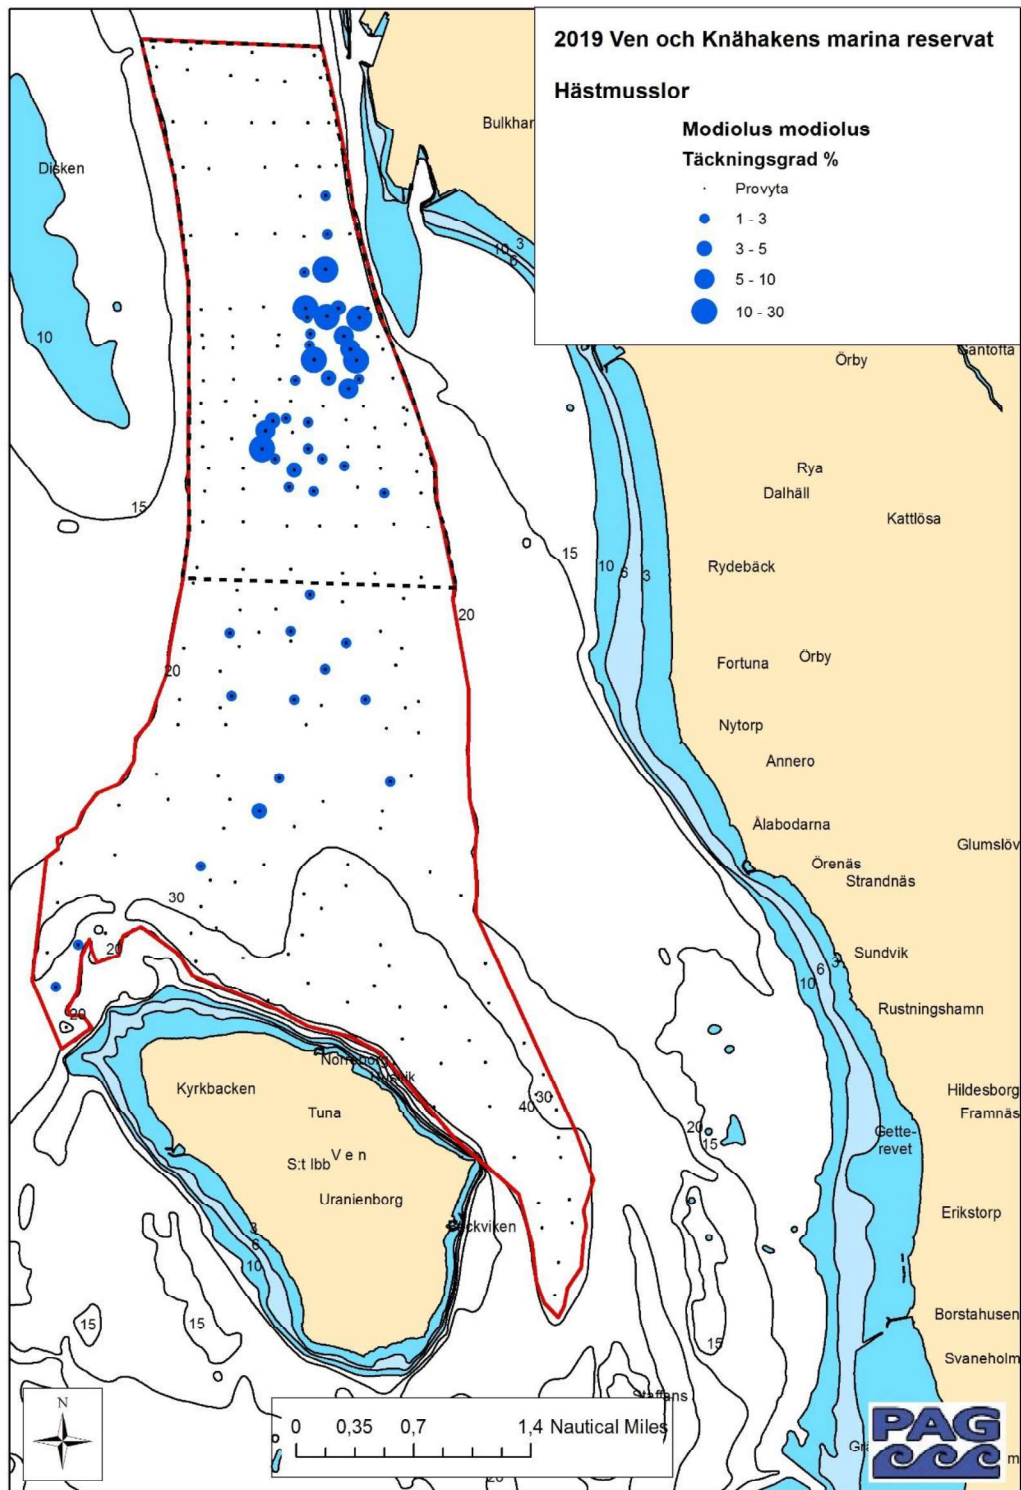 2019 Ven och Knähakens marina reservat
Hästmusslor
Modiolus modiolus
Täckningsgrad %
Provyta
1 - 3
3 - 5
5 - 10
10 - 30
Disken
10
15
10
3
6
Örby
Rya
Dalhäll
Kattlösa
15
10
6
3
Rydebäck
20
20
Fortuna
Örby
Nytorp
Annero
Ålabodarna
Glumslöv
Örenäs
Strandnäs
30
20
20
Sundvik
10
6
3
Rustningshamn
Norreborg
Kyrkbacken
Tuna
V e n
S:t Ibb
Uranienborg
40
30
20
15
Hildesborg
Framnäs
Gette-
revet
Erikstorp
3
6
10
15
15
15
Borstahusen
Svaneholm
N
0 0,35 0,7 1,4 Nautical Miles
20
PAG